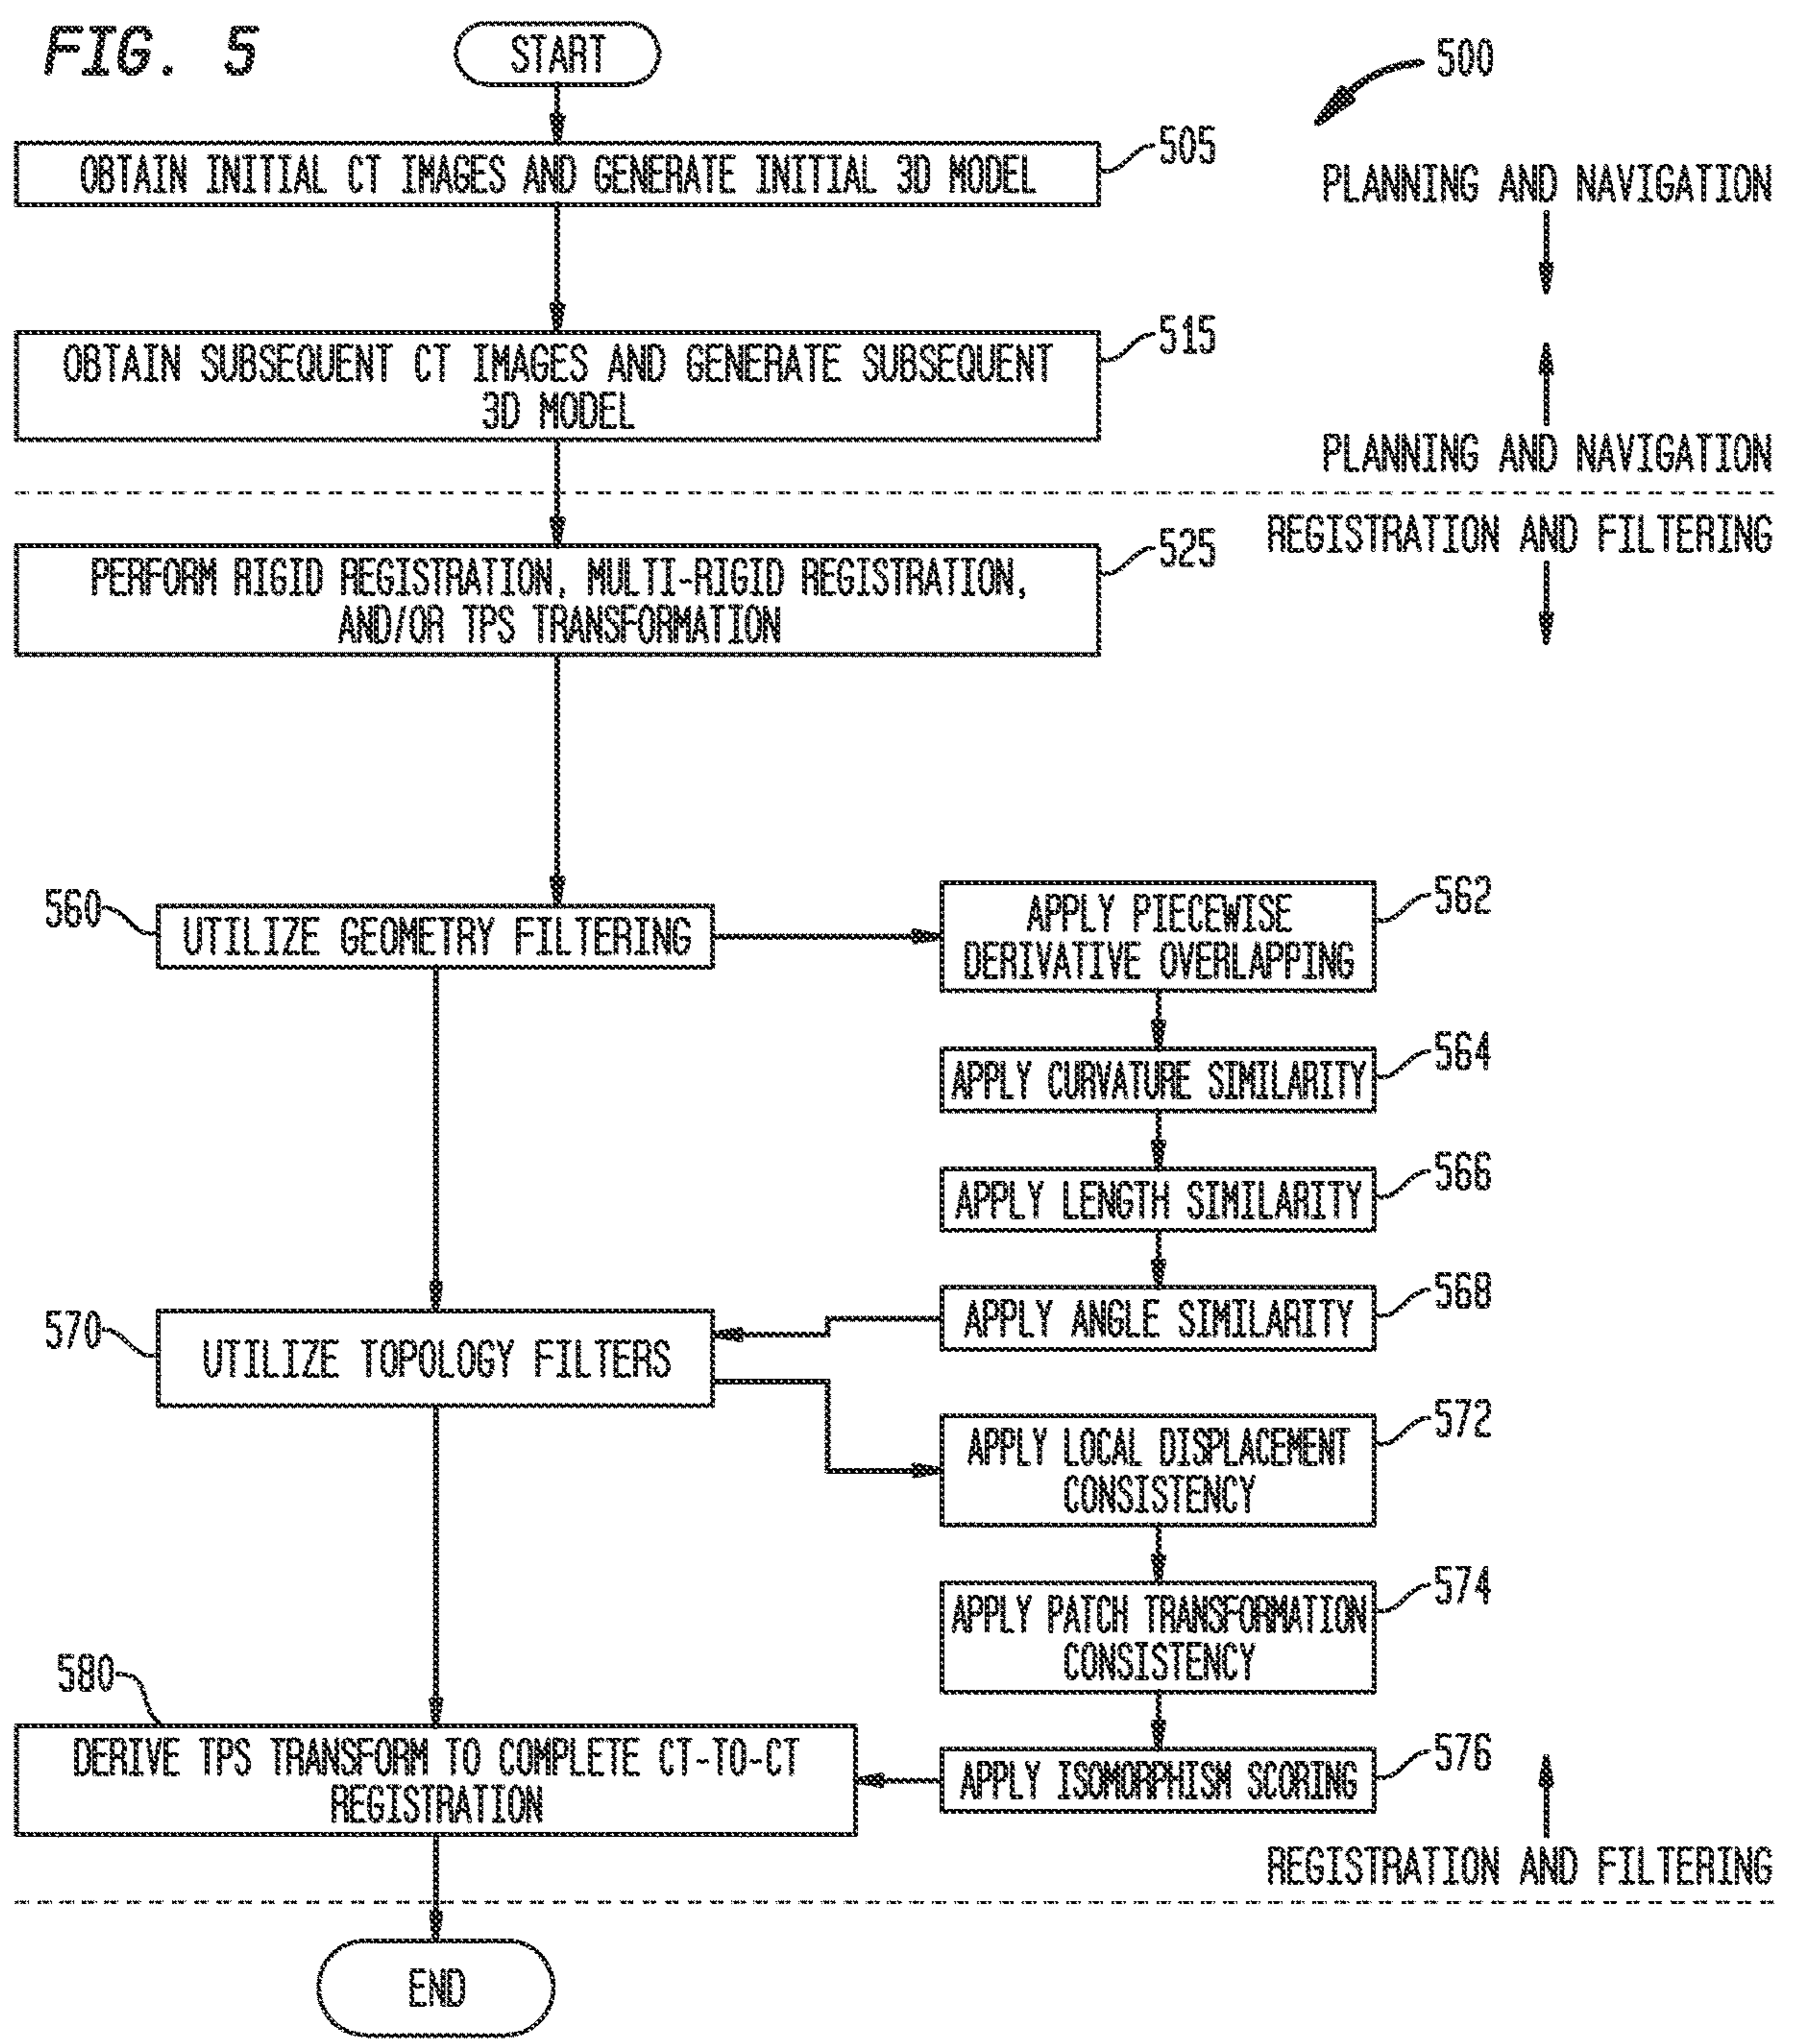 FIG. 5
START
500
505
OBTAIN INITIAL CT IMAGES AND GENERATE INITIAL 3D MODEL
PLANNING AND NAVIGATION
515
OBTAIN SUBSEQUENT CT IMAGES AND GENERATE SUBSEQUENT
3D MODEL
PLANNING AND NAVIGATION
REGISTRATION AND FILTERING
525
PERFORM RIGID REGISTRATION, MULTI-RIGID REGISTRATION,
AND/OR TPS TRANSFORMATION
560
UTILIZE GEOMETRY FILTERING
562
APPLY PIECEWISE
DERIVATIVE OVERLAPPING
564
APPLY CURVATURE SIMILARITY
566
APPLY LENGTH SIMILARITY
568
APPLY ANGLE SIMILARITY
570
UTILIZE TOPOLOGY FILTERS
572
APPLY LOCAL DISPLACEMENT
CONSISTENCY
574
APPLY PATCH TRANSFORMATION
CONSISTENCY
576
APPLY ISOMORPHISM SCORING
580
DERIVE TPS TRANSFORM TO COMPLETE CT-TO-CT
REGISTRATION
REGISTRATION AND FILTERING
END